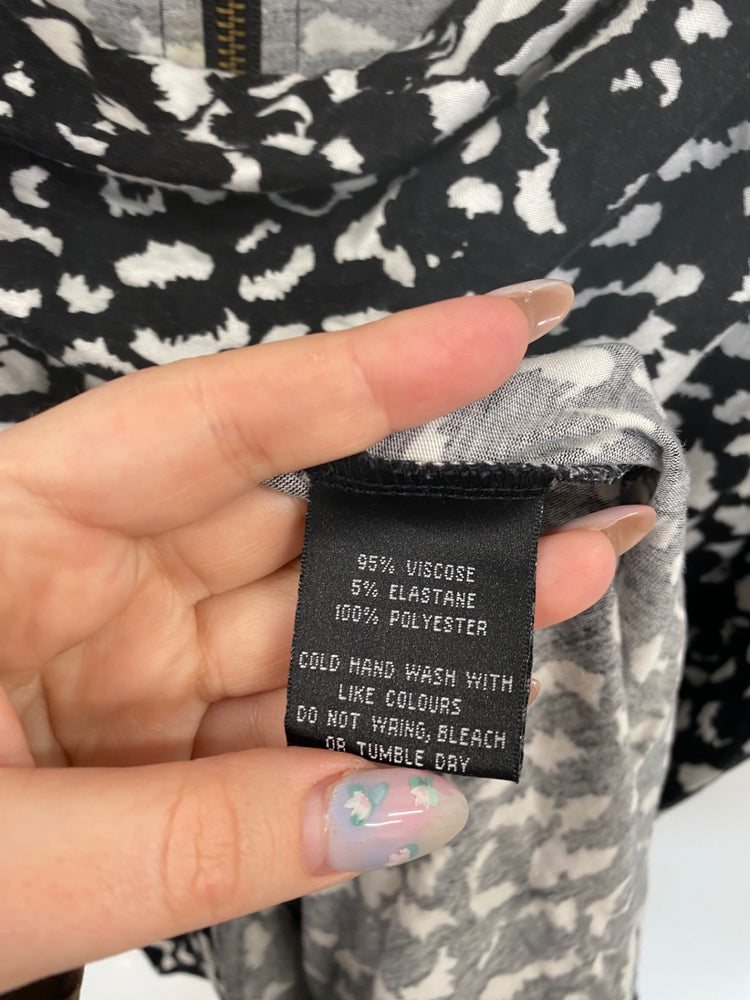 95% VISCOSE
5% ELASTANE
100% POLYESTER
COLD HAND WASH WITH
LIKE COLOURS
DO NOT WRING, BLEACH
OR TUMBLE DRY